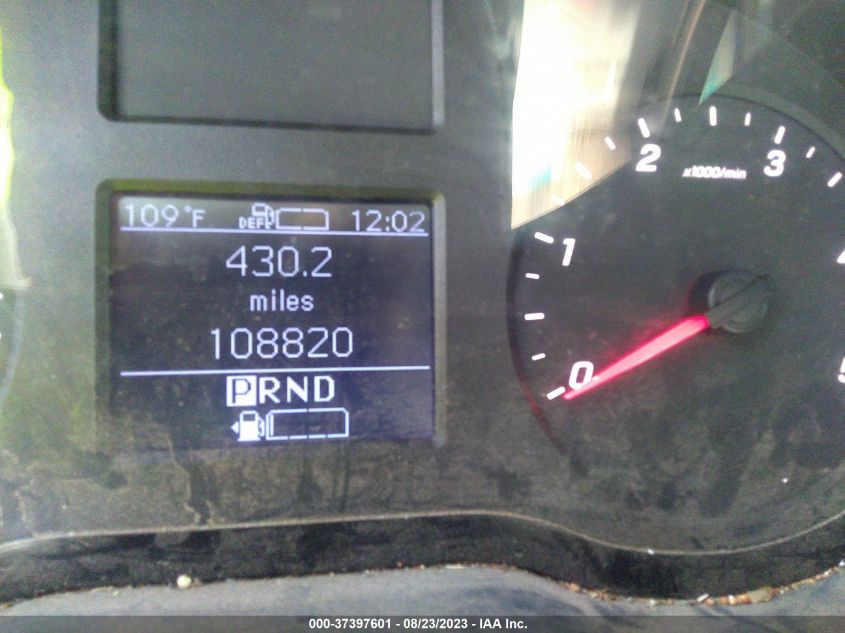 109°F DEF 12:02
430.2
miles
108820
PRND
0
1
2
3
4
5
x1000/min
000-37397601 - 08/23/2023 - IAA Inc.